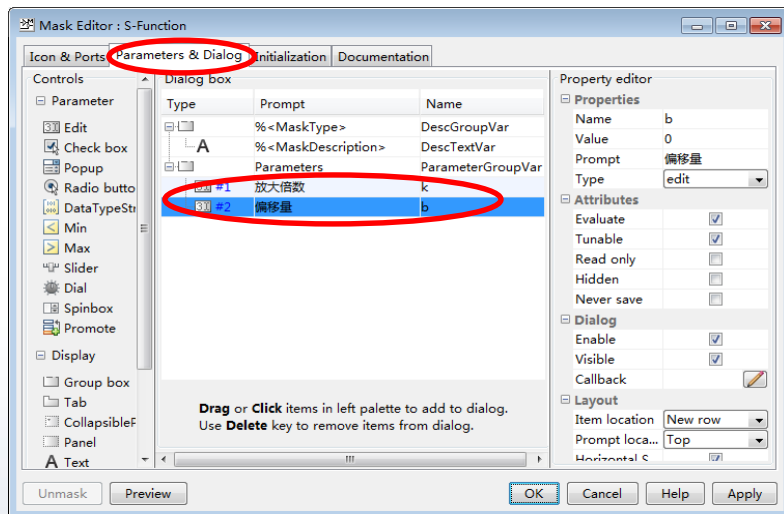 Mask Editor : S-Function
Icon & Ports Parameters & Dialog Initialization Documentation
Controls
Parameter
Edit
Check box
Popup
Radio butto
DataTypeStr
Min
Max
Slider
Dial
Spinbox
Promote
Display
Group box
Tab
CollapsibleP
Panel
A Text
Dialog box
Type Prompt Name
%<MaskType> DescGroupVar
A %<MaskDescription> DescTextVar
Parameters ParameterGroupVar
#1 放大倍数 k
#2 偏移量 b
Drag or Click items in left palette to add to dialog.
Use Delete key to remove items from dialog.
Property editor
Properties
Name b
Value 0
Prompt 偏移量
Type edit
Attributes
Evaluate
Tunable
Read only
Hidden
Never save
Dialog
Enable
Visible
Callback
Layout
Item location New row
Prompt loca... Top
Horizontal S
Unmask Preview OK Cancel Help Apply